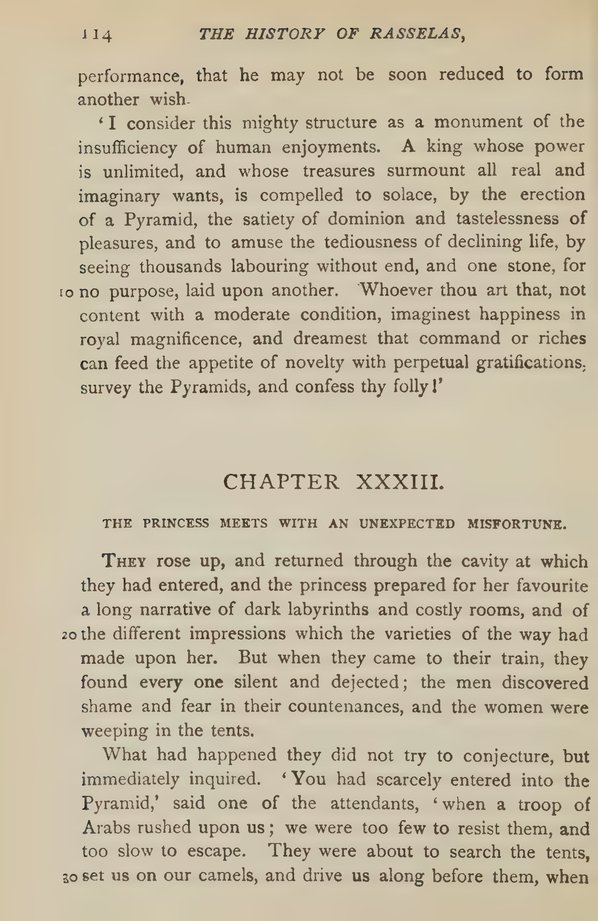 114 THE HISTORY OF RASSELAS,
performance, that he may not be soon reduced to form
another wish.
‘I consider this mighty structure as a monument of the
insufficiency of human enjoyments. A king whose power
is unlimited, and whose treasures surmount all real and
imaginary wants, is compelled to solace, by the erection
of a Pyramid, the satiety of dominion and tastelessness of
pleasures, and to amuse the tediousness of declining life, by
seeing thousands labouring without end, and one stone, for
10 no purpose, laid upon another. Whoever thou art that, not
content with a moderate condition, imaginest happiness in
royal magnificence, and dreamest that command or riches
can feed the appetite of novelty with perpetual gratifications,
survey the Pyramids, and confess thy folly!’
CHAPTER XXXIII.
THE PRINCESS MEETS WITH AN UNEXPECTED MISFORTUNE.
THEY rose up, and returned through the cavity at which
they had entered, and the princess prepared for her favourite
a long narrative of dark labyrinths and costly rooms, and of
20 the different impressions which the varieties of the way had
made upon her. But when they came to their train, they
found every one silent and dejected; the men discovered
shame and fear in their countenances, and the women were
weeping in the tents.
What had happened they did not try to conjecture, but
immediately inquired. ‘You had scarcely entered into the
Pyramid,’ said one of the attendants, ‘when a troop of
Arabs rushed upon us; we were too few to resist them, and
too slow to escape. They were about to search the tents,
30 set us on our camels, and drive us along before them, when